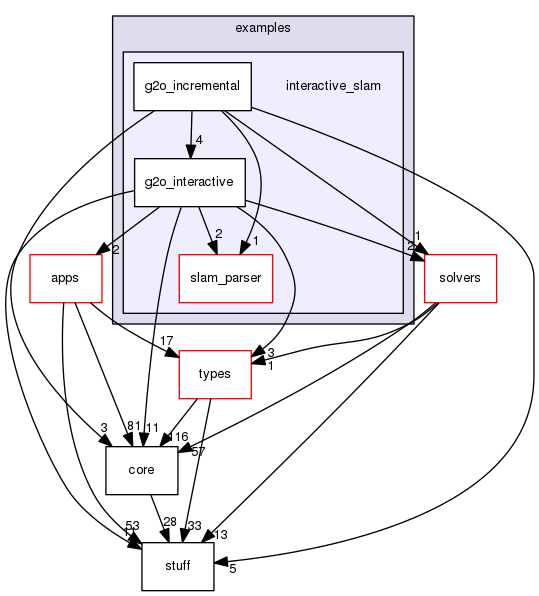 examples
g2o_incremental
interactive_slam
4
g2o_interactive
2
1
1
2
2
apps
slam_parser
solvers
17
3
1
types
3
81
11
116
57
core
53
28
33
13
5
stuff